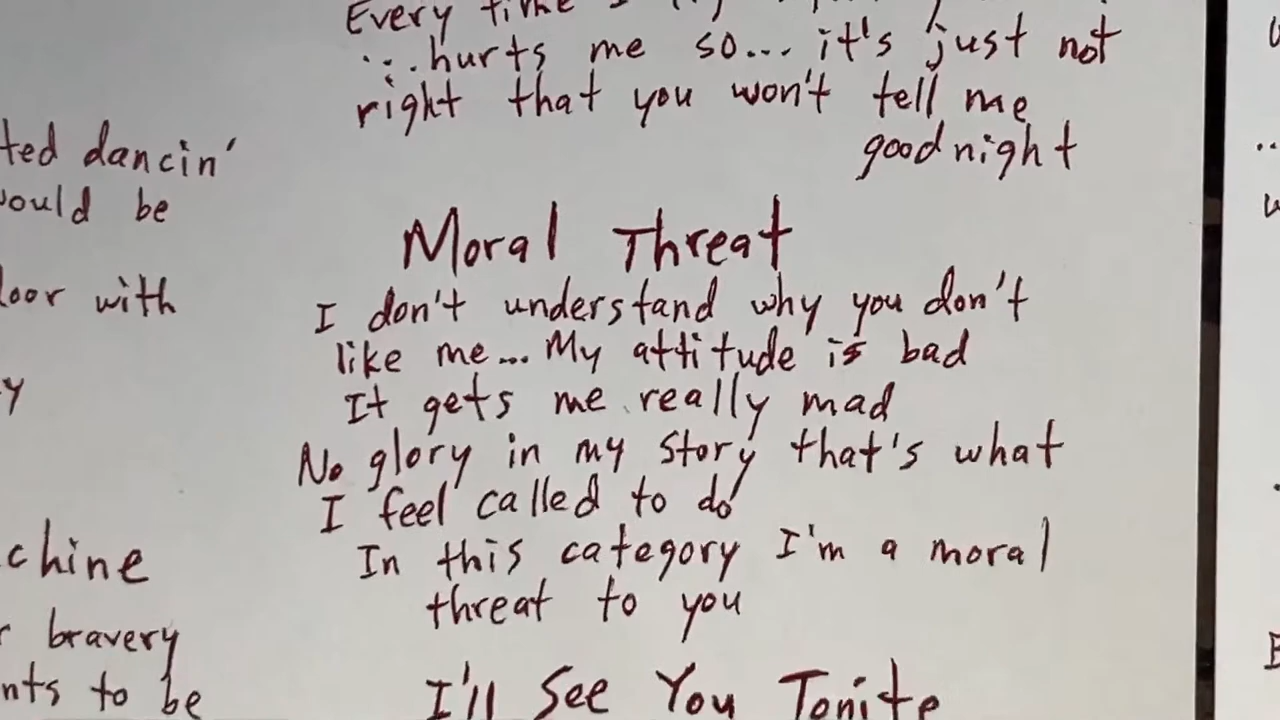 Every time I
...hurts me so... it's just not
right that you won't tell me
goodnight
Moral Threat
I don't understand why you don't
like me... My attitude is bad
It gets me really mad
No glory in my story that's what
I feel called to do
In this category I'm a moral
threat to you
I'll See You Tonite
ted dancin'
would be
loor with
y
chine
r bravery
nts to be